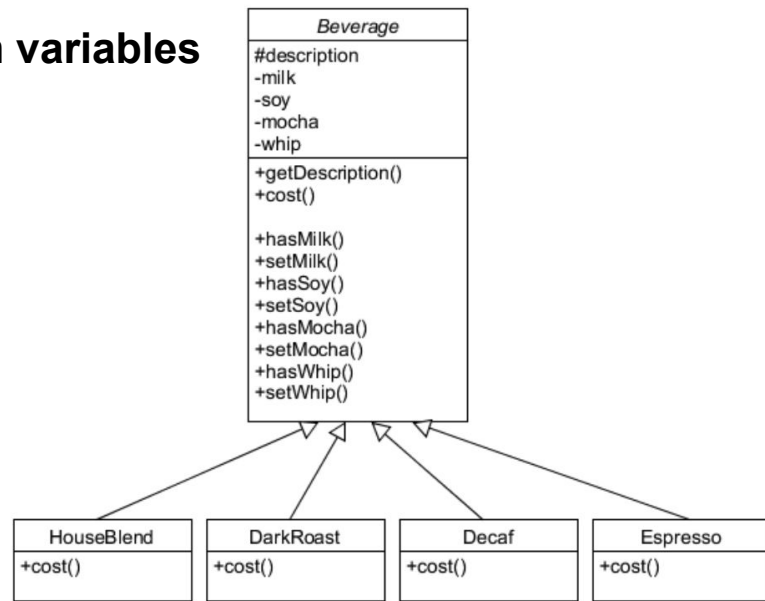 Beverage
n variables
#description
-milk
-soy
-mocha
-whip
+getDescription()
+cost()
+hasMilk()
+setMilk()
+hasSoy()
+setSoy()
+hasMocha()
+setMocha()
+hasWhip()
+setWhip()
HouseBlend
+cost()
DarkRoast
+cost()
Decaf
+cost()
Espresso
+cost()